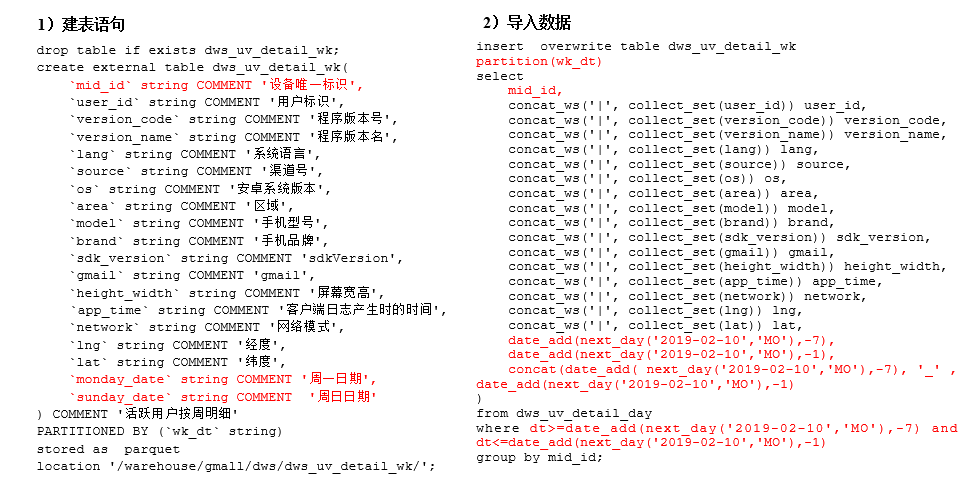 1）建表语句
drop table if exists dws_uv_detail_wk;
create external table dws_uv_detail_wk(
`mid_id` string COMMENT '设备唯一标识',
`user_id` string COMMENT '用户标识',
`version_code` string COMMENT '程序版本号',
`version_name` string COMMENT '程序版本名',
`lang` string COMMENT '系统语言',
`source` string COMMENT '渠道号',
`os` string COMMENT '安卓系统版本',
`area` string COMMENT '区域',
`model` string COMMENT '手机型号',
`brand` string COMMENT '手机品牌',
`sdk_version` string COMMENT 'sdkVersion',
`gmail` string COMMENT 'gmail',
`height_width` string COMMENT '屏幕宽高',
`app_time` string COMMENT '客户端日志产生时的时间',
`network` string COMMENT '网络模式',
`lng` string COMMENT '经度',
`lat` string COMMENT '纬度',
`monday_date` string COMMENT '周一日期',
`sunday_date` string COMMENT  '周日日期'
) COMMENT '活跃用户按周明细'
PARTITIONED BY (`wk_dt` string)
stored as  parquet
location '/warehouse/gmall/dws/dws_uv_detail_wk/';
2）导入数据
insert  overwrite table dws_uv_detail_wk
partition(wk_dt)
select
mid_id,
concat_ws('|', collect_set(user_id)) user_id,
concat_ws('|', collect_set(version_code)) version_code,
concat_ws('|', collect_set(version_name)) version_name,
concat_ws('|', collect_set(lang)) lang,
concat_ws('|', collect_set(source)) source,
concat_ws('|', collect_set(os)) os,
concat_ws('|', collect_set(area)) area,
concat_ws('|', collect_set(model)) model,
concat_ws('|', collect_set(brand)) brand,
concat_ws('|', collect_set(sdk_version)) sdk_version,
concat_ws('|', collect_set(gmail)) gmail,
concat_ws('|', collect_set(height_width)) height_width,
concat_ws('|', collect_set(app_time)) app_time,
concat_ws('|', collect_set(network)) network,
concat_ws('|', collect_set(lng)) lng,
concat_ws('|', collect_set(lat)) lat,
date_add(next_day('2019-02-10','MO'),-7),
date_add(next_day('2019-02-10','MO'),-1),
concat(date_add( next_day('2019-02-10','MO'),-7), '_' ,
date_add(next_day('2019-02-10','MO'),-1)
)
from dws_uv_detail_day
where dt>=date_add(next_day('2019-02-10','MO'),-7) and
dt<=date_add(next_day('2019-02-10','MO'),-1)
group by mid_id;